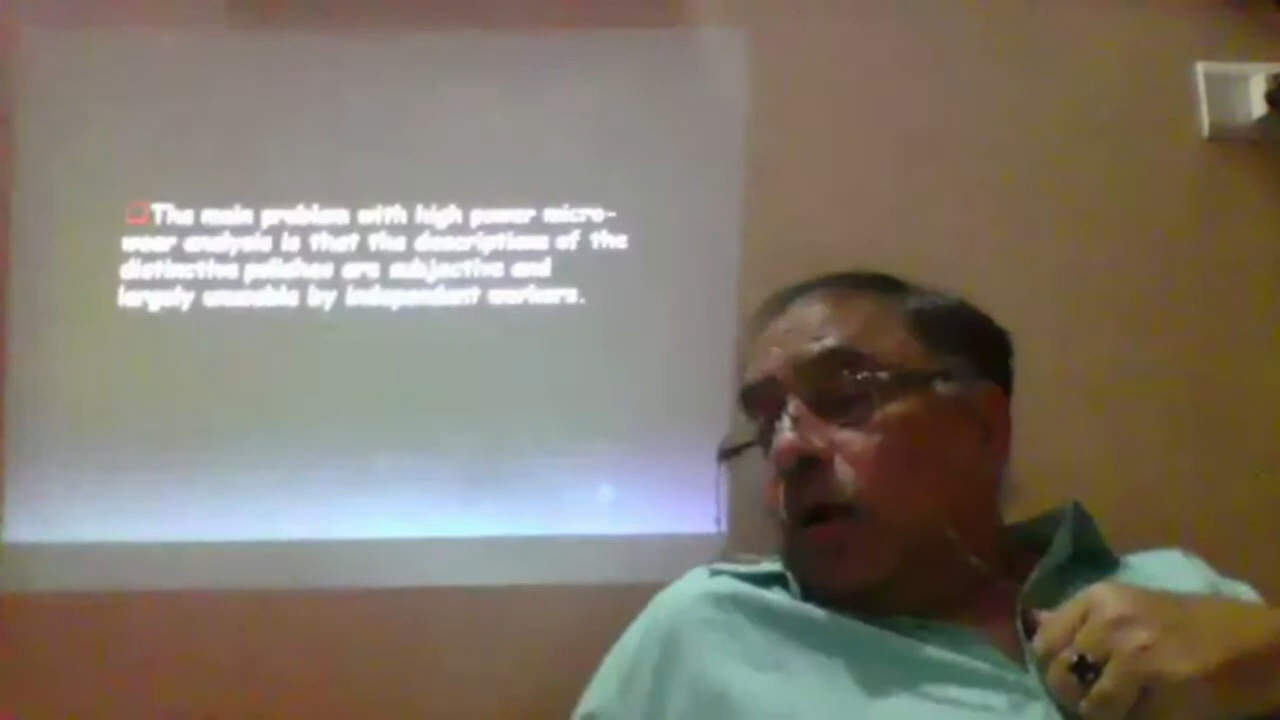 The main problem with high power micro-
wear analysis is that the descriptions of the
distinctive polishes are subjective and
largely unusable by independent workers.